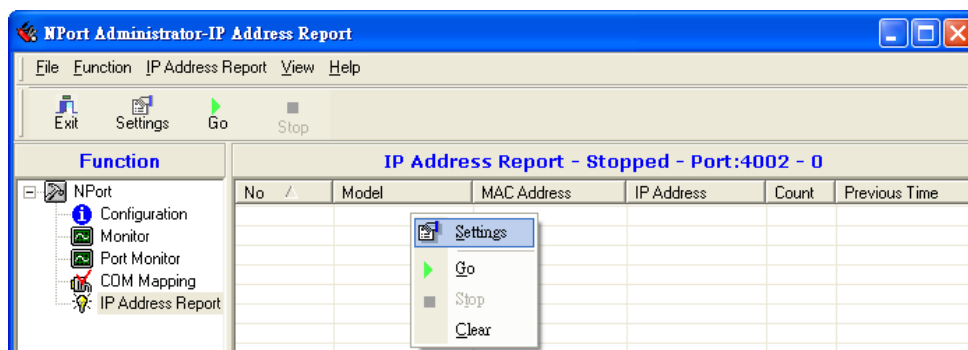 NPort Administrator-IP Address Report
File Function IP Address Report View Help
Exit Settings Go Stop
Function
IP Address Report - Stopped - Port:4002 - 0
NPort
Configuration
Monitor
Port Monitor
COM Mapping
IP Address Report
No Model MAC Address IP Address Count Previous Time
Settings
Go
Stop
Clear